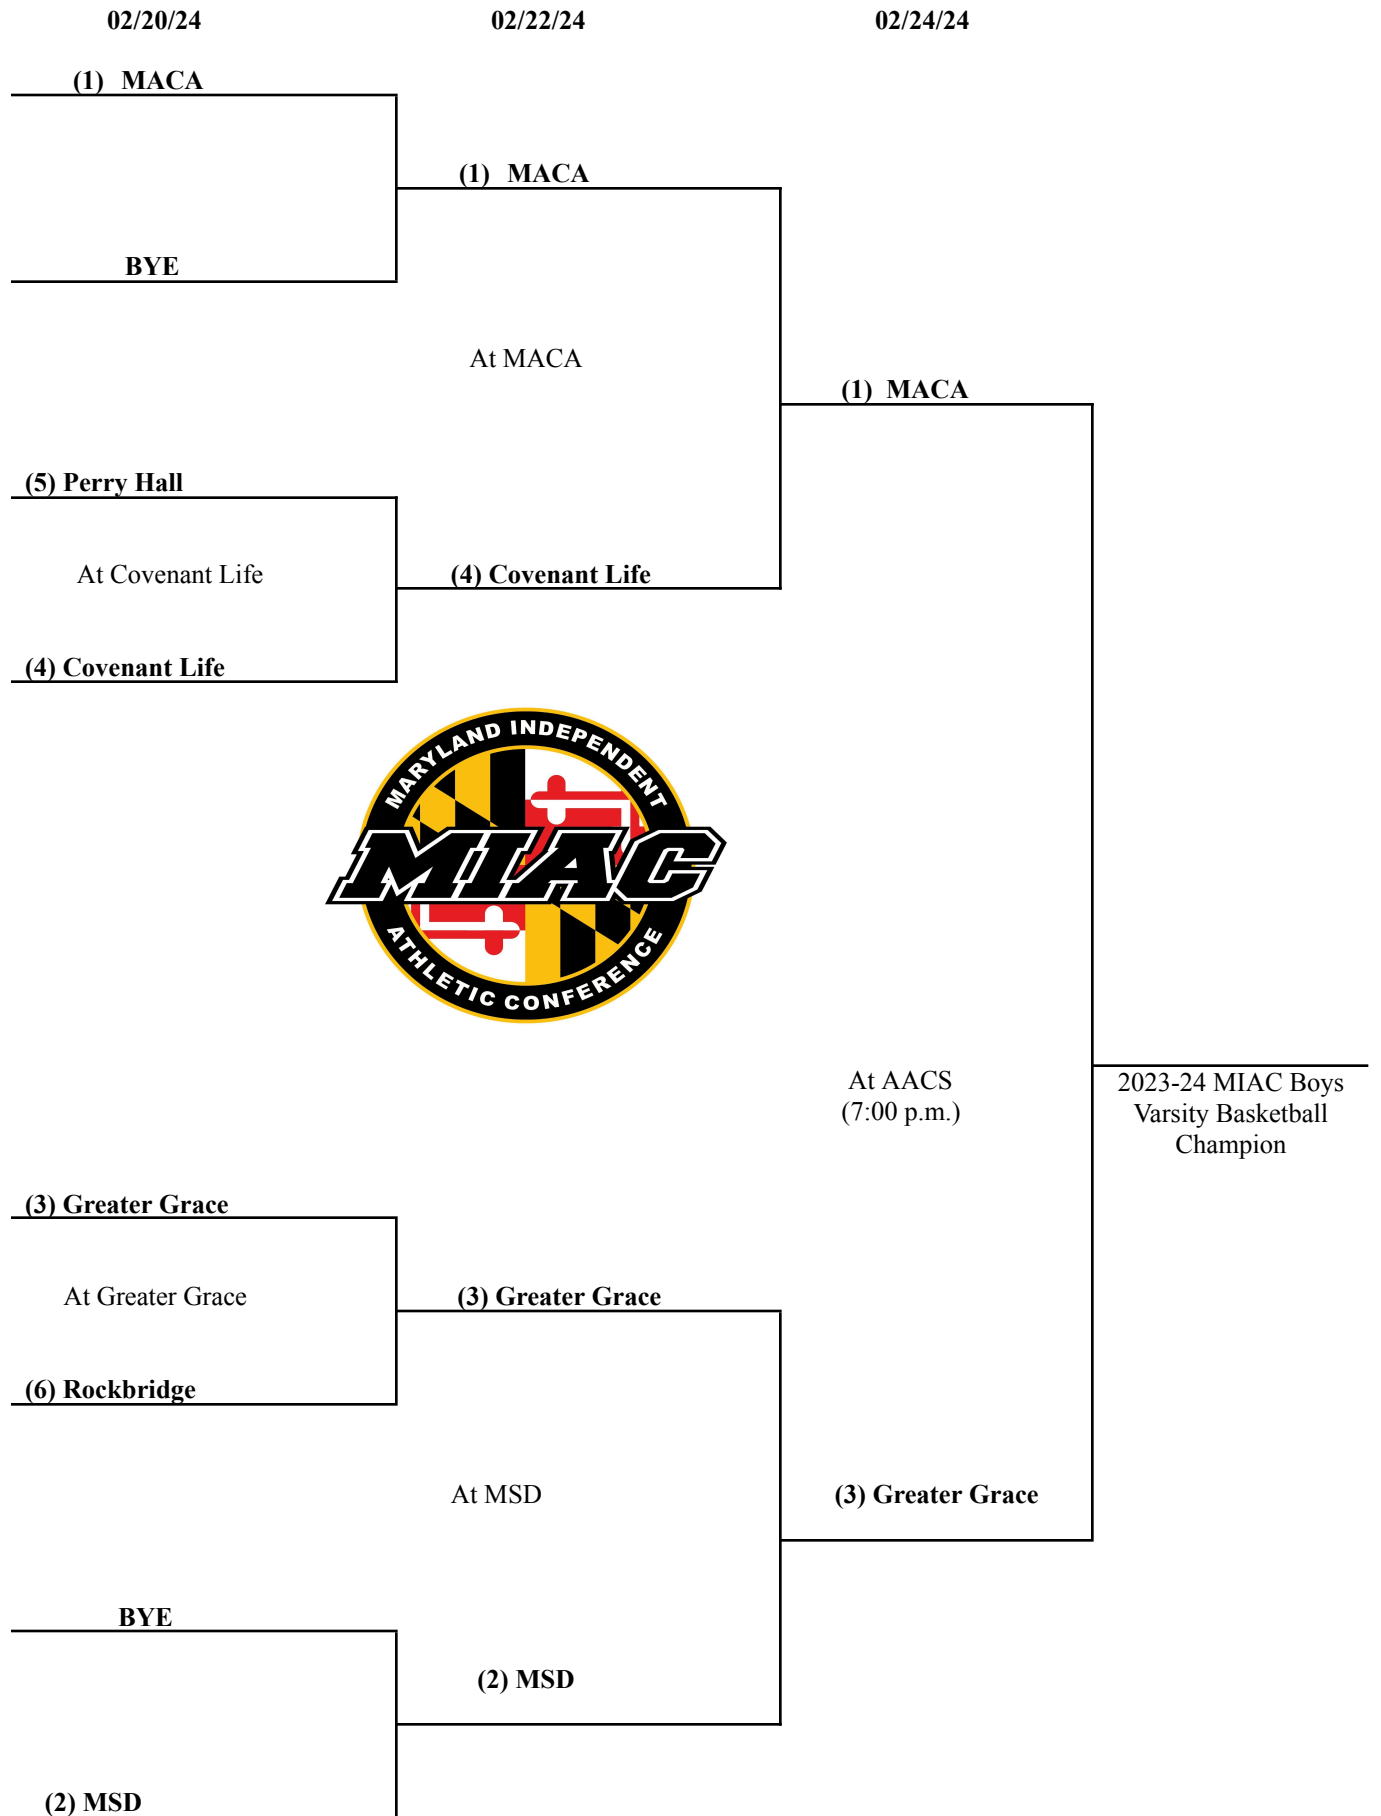 02/20/24 02/22/24 02/24/24
(1) MACA
(1) MACA
BYE
At MACA
(1) MACA
(5) Perry Hall
At Covenant Life
(4) Covenant Life
(4) Covenant Life
MARYLAND INDEPENDENT
MIAC
ATHLETIC CONFERENCE
At AACS
(7:00 p.m.)
2023-24 MIAC Boys
Varsity Basketball
Champion
(3) Greater Grace
At Greater Grace
(3) Greater Grace
(6) Rockbridge
At MSD
(3) Greater Grace
BYE
(2) MSD
(2) MSD